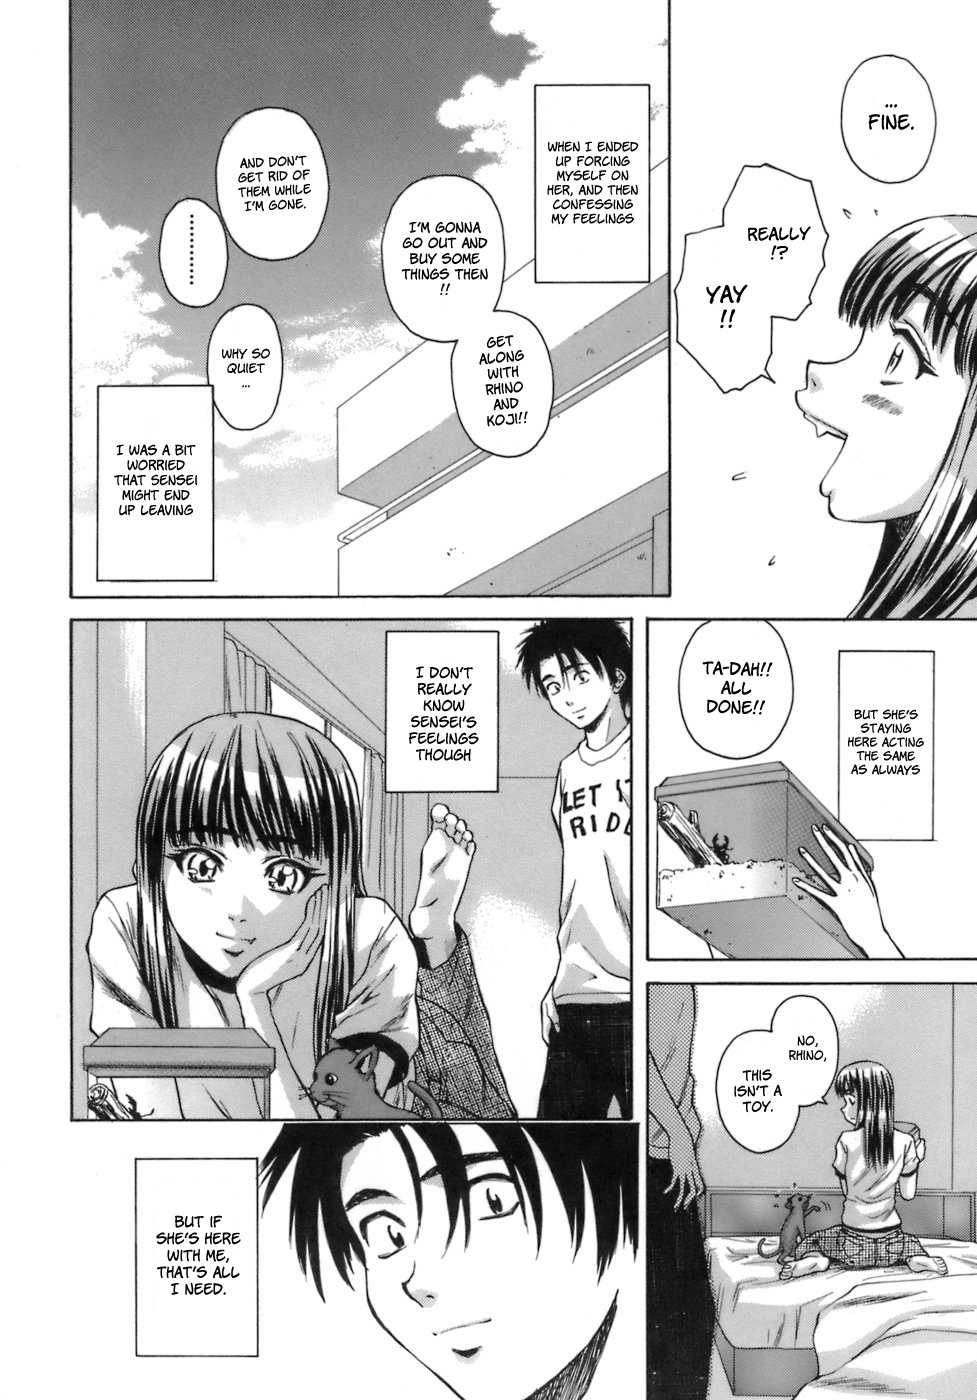 ...
FINE.
REALLY
!?
YAY
!!
WHEN I ENDED
UP FORCING
MYSELF ON
HER, AND THEN
CONFESSING
MY FEELINGS
I'M GONNA
GO OUT AND
BUY SOME
THINGS THEN
!!
GET
ALONG
WITH
RHINO
AND
KOJI!!
AND DON'T
GET RID OF
THEM WHILE
I'M GONE.
..........
WHY SO
QUIET
...
I WAS A BIT
WORRIED
THAT SENSEI
MIGHT END
UP LEAVING
BUT SHE'S
STAYING
HERE ACTING
THE SAME
AS ALWAYS
TA-DAH!!
ALL
DONE!!
NO,
RHINO,
THIS
ISN'T A
TOY.
I DON'T
REALLY
KNOW
SENSEI'S
FEELINGS
THOUGH
LET IT
RIDE
BUT IF
SHE'S HERE
WITH ME,
THAT'S ALL
I NEED.